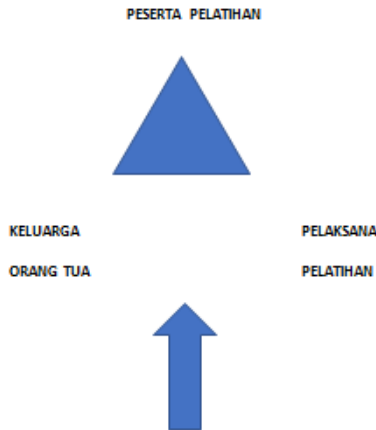 PESERTA PELATIHAN
KELUARGA
ORANG TUA
PELAKSANA
PELATIHAN